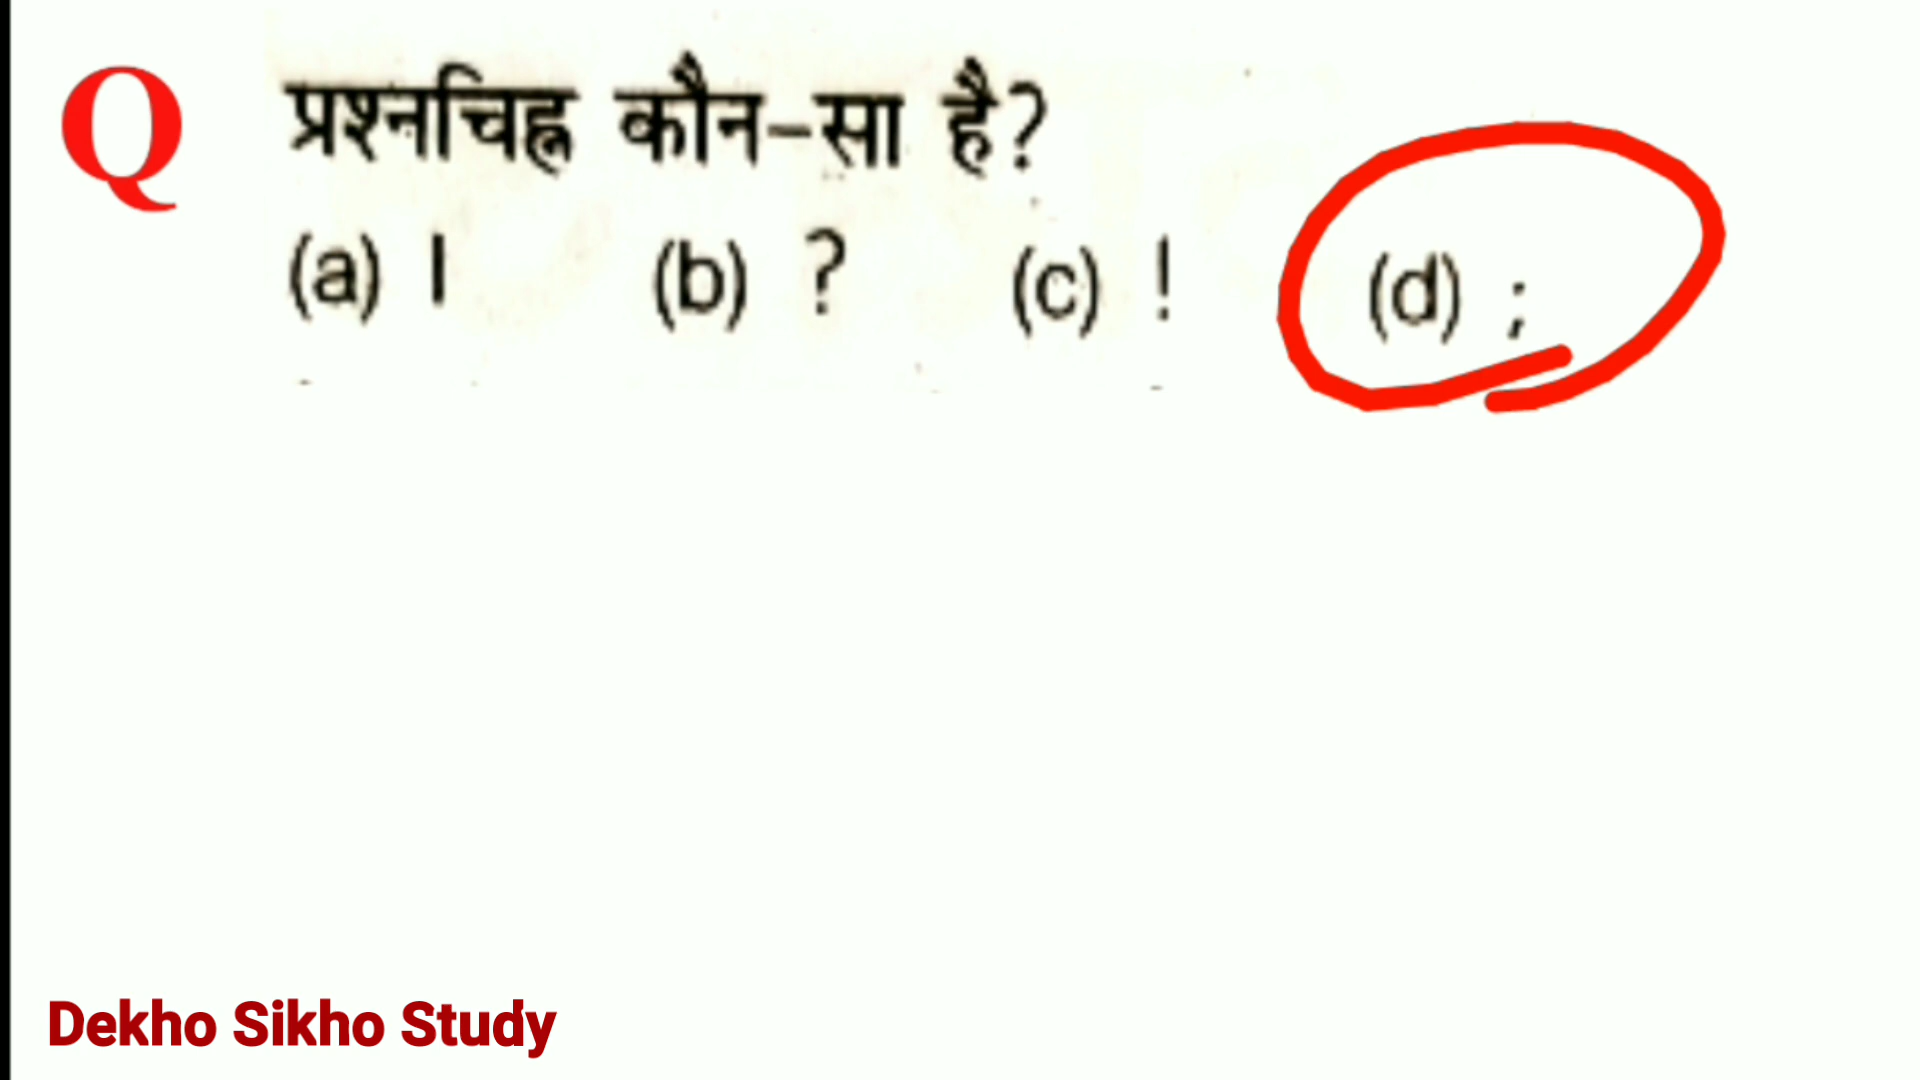 Q प्रश्नचिह्न कौन-सा है?
(a) । (b) ? (c) ! (d) ;
Dekho Sikho Study